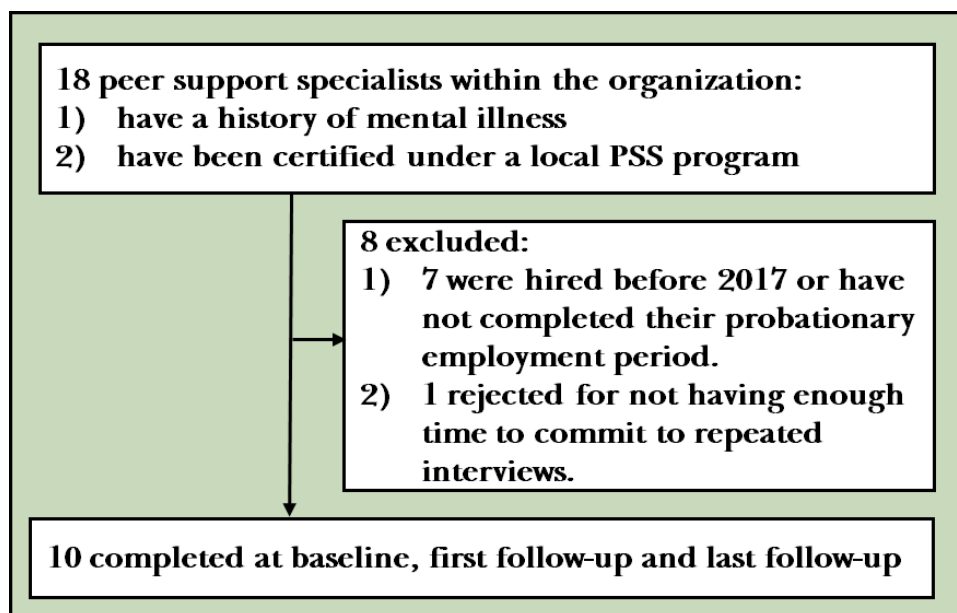 18 peer support specialists within the organization:
1) have a history of mental illness
2) have been certified under a local PSS program
8 excluded:
1) 7 were hired before 2017 or have
not completed their probationary
employment period.
2) 1 rejected for not having enough
time to commit to repeated
interviews.
10 completed at baseline, first follow-up and last follow-up